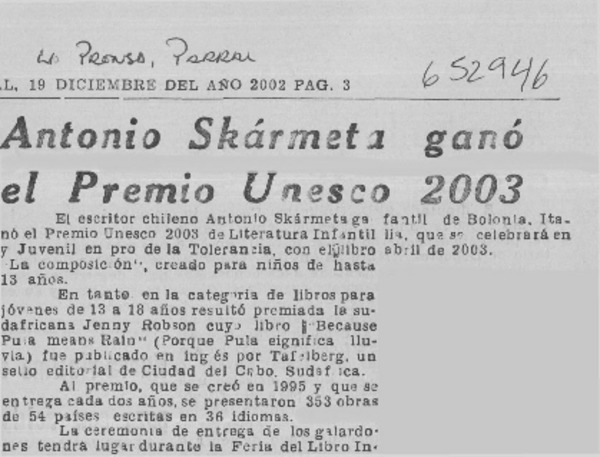 La Prensa, Parral
652946
AL, 19 DICIEMBRE DEL AÑO 2002 PAG. 3
Antonio Skármeta ganó
el Premio Unesco 2003
El escritor chileno Antonio Skármeta ga
nó el Premio Unesco 2003 de Literatura Infantil
y Juvenil en pro de la Tolerancia, con el libro
La composición", creado para niños de hasta
13 años.
En tanto en la categoria de libros para
jóvenes de 13 a 18 años resultó premiada la su-
dafricana Jenny Robson cuyo libro "Because
Pula means Rain" (Porque Pula significa llu-
via) fue publicado en inglés por Tafelberg, un
sello editorial de Ciudad del Cabo. Sudáfrica.
Al premio, que se creó en 1995 y que se
entrega cada dos años, se presentaron 353 obras
de 54 países escritas en 36 idiomas.
La ceremonia de entrega de los galardo-
nes tendrá lugar durante la Feria del Libro In-
fantil de Bolonia, Ita-
lia, que se celebrará en
abril de 2003.